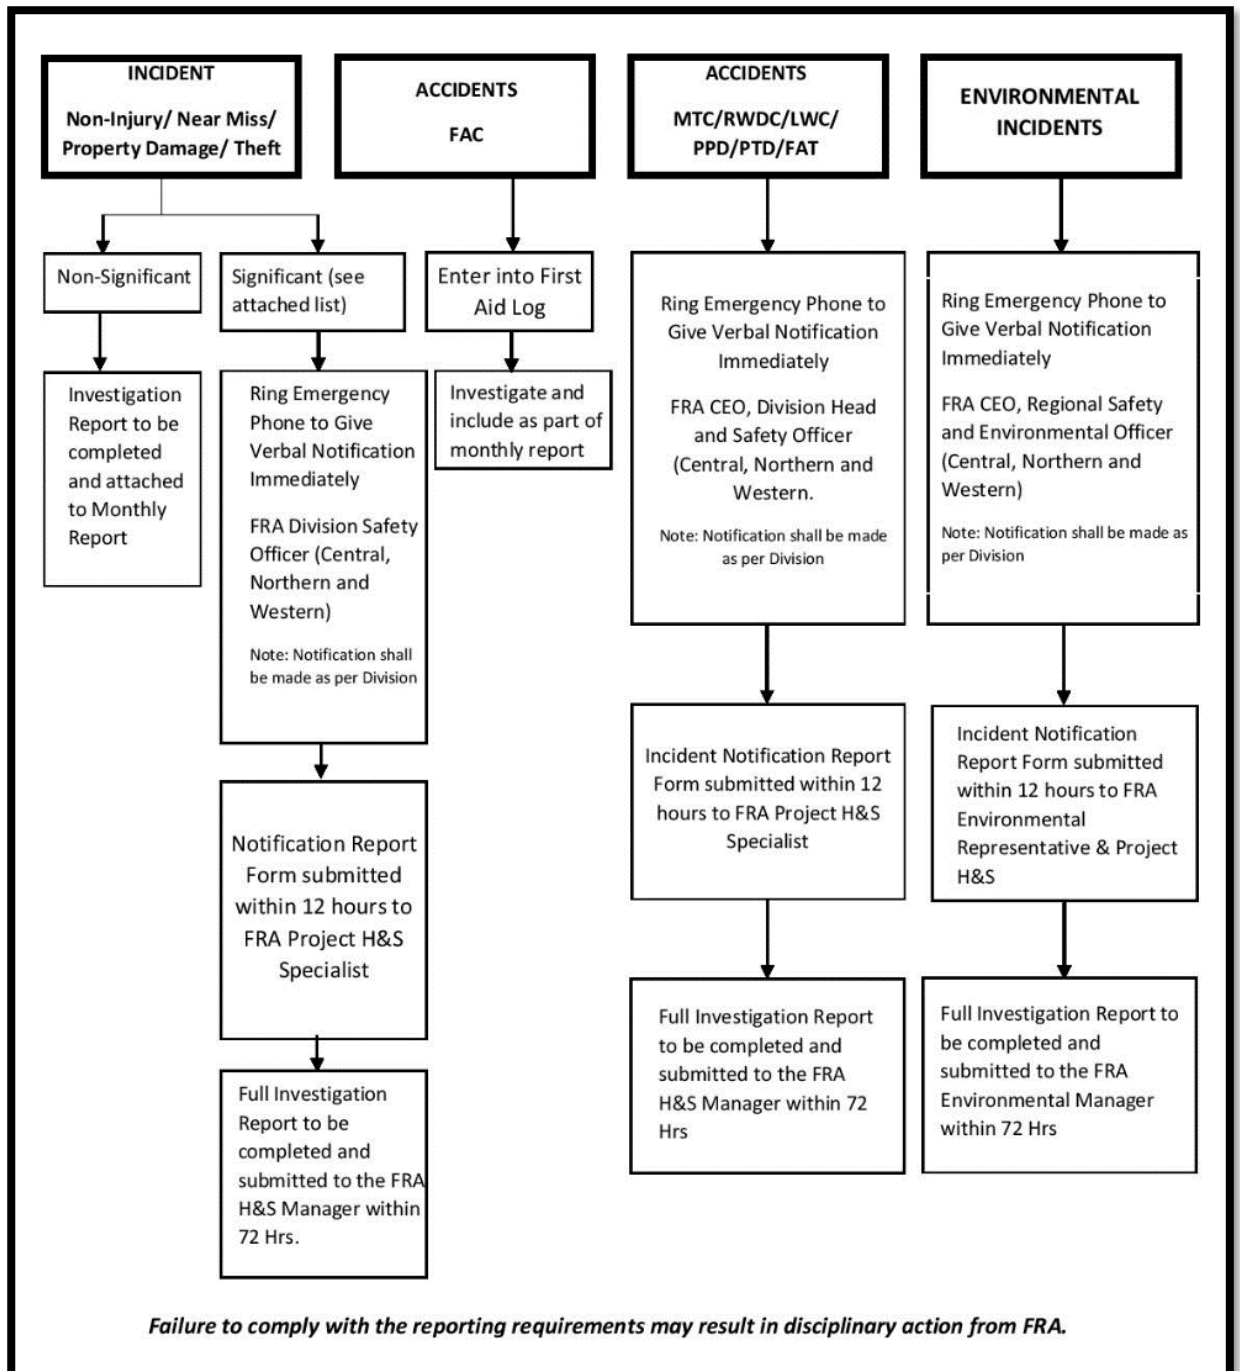 INCIDENT
Non-Injury/ Near Miss/
Property Damage/ Theft
ACCIDENTS
FAC
ACCIDENTS
MTC/RWDC/LWC/
PPD/PTD/FAT
ENVIRONMENTAL
INCIDENTS
Non-Significant
Significant (see
attached list)
Enter into First
Aid Log
Investigation
Report to be
completed
and attached
to Monthly
Report
Ring Emergency
Phone to Give
Verbal Notification
Immediately
FRA Division Safety
Officer (Central,
Northern and
Western)
Note: Notification shall
be made as per Division
Investigate and
include as part of
monthly report
Ring Emergency Phone to
Give Verbal Notification
Immediately
FRA CEO, Division Head
and Safety Officer
(Central, Northern and
Western.
Note: Notification shall be made
as per Division
Ring Emergency Phone to
Give Verbal Notification
Immediately
FRA CEO, Regional Safety
and Environmental Officer
(Central, Northern and
Western)
Note: Notification shall be made as
per Division
Notification Report
Form submitted
within 12 hours to
FRA Project H&S
Specialist
Incident Notification Report
Form submitted within 12
hours to FRA Project H&S
Specialist
Incident Notification
Report Form submitted
within 12 hours to FRA
Environmental
Representative & Project
H&S
Full Investigation
Report to be
completed and
submitted to the FRA
H&S Manager within
72 Hrs.
Full Investigation Report
to be completed and
submitted to the FRA
H&S Manager within 72
Hrs
Full Investigation Report to
be completed and
submitted to the FRA
Environmental Manager
within 72 Hrs
Failure to comply with the reporting requirements may result in disciplinary action from FRA.